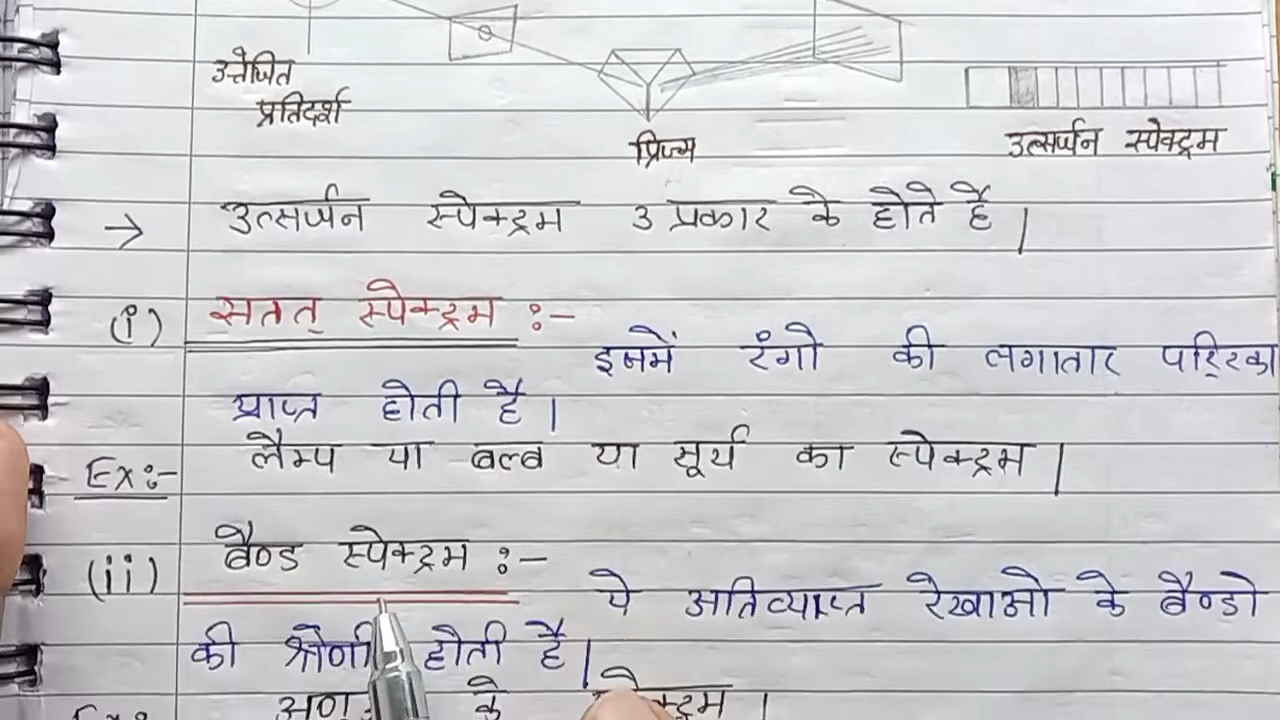 उत्तेजित
प्रतिदर्श
प्रिज्म
उत्सर्जन स्पेक्ट्रम
→ उत्सर्जन स्पेक्ट्रम 3 प्रकार के होते है |
(i) सतत् स्पेक्ट्रम :-
इनमें रंगो की लगातार
प्राप्त होती है |
Ex:- लैम्प या बल्ब या सूर्य का स्पेक्ट्रम |
(ii) बैण्ड स्पेक्ट्रम :-
ये अतिव्याप्त रेखाओ के बैण्डो
की श्रेणी होती है |
के